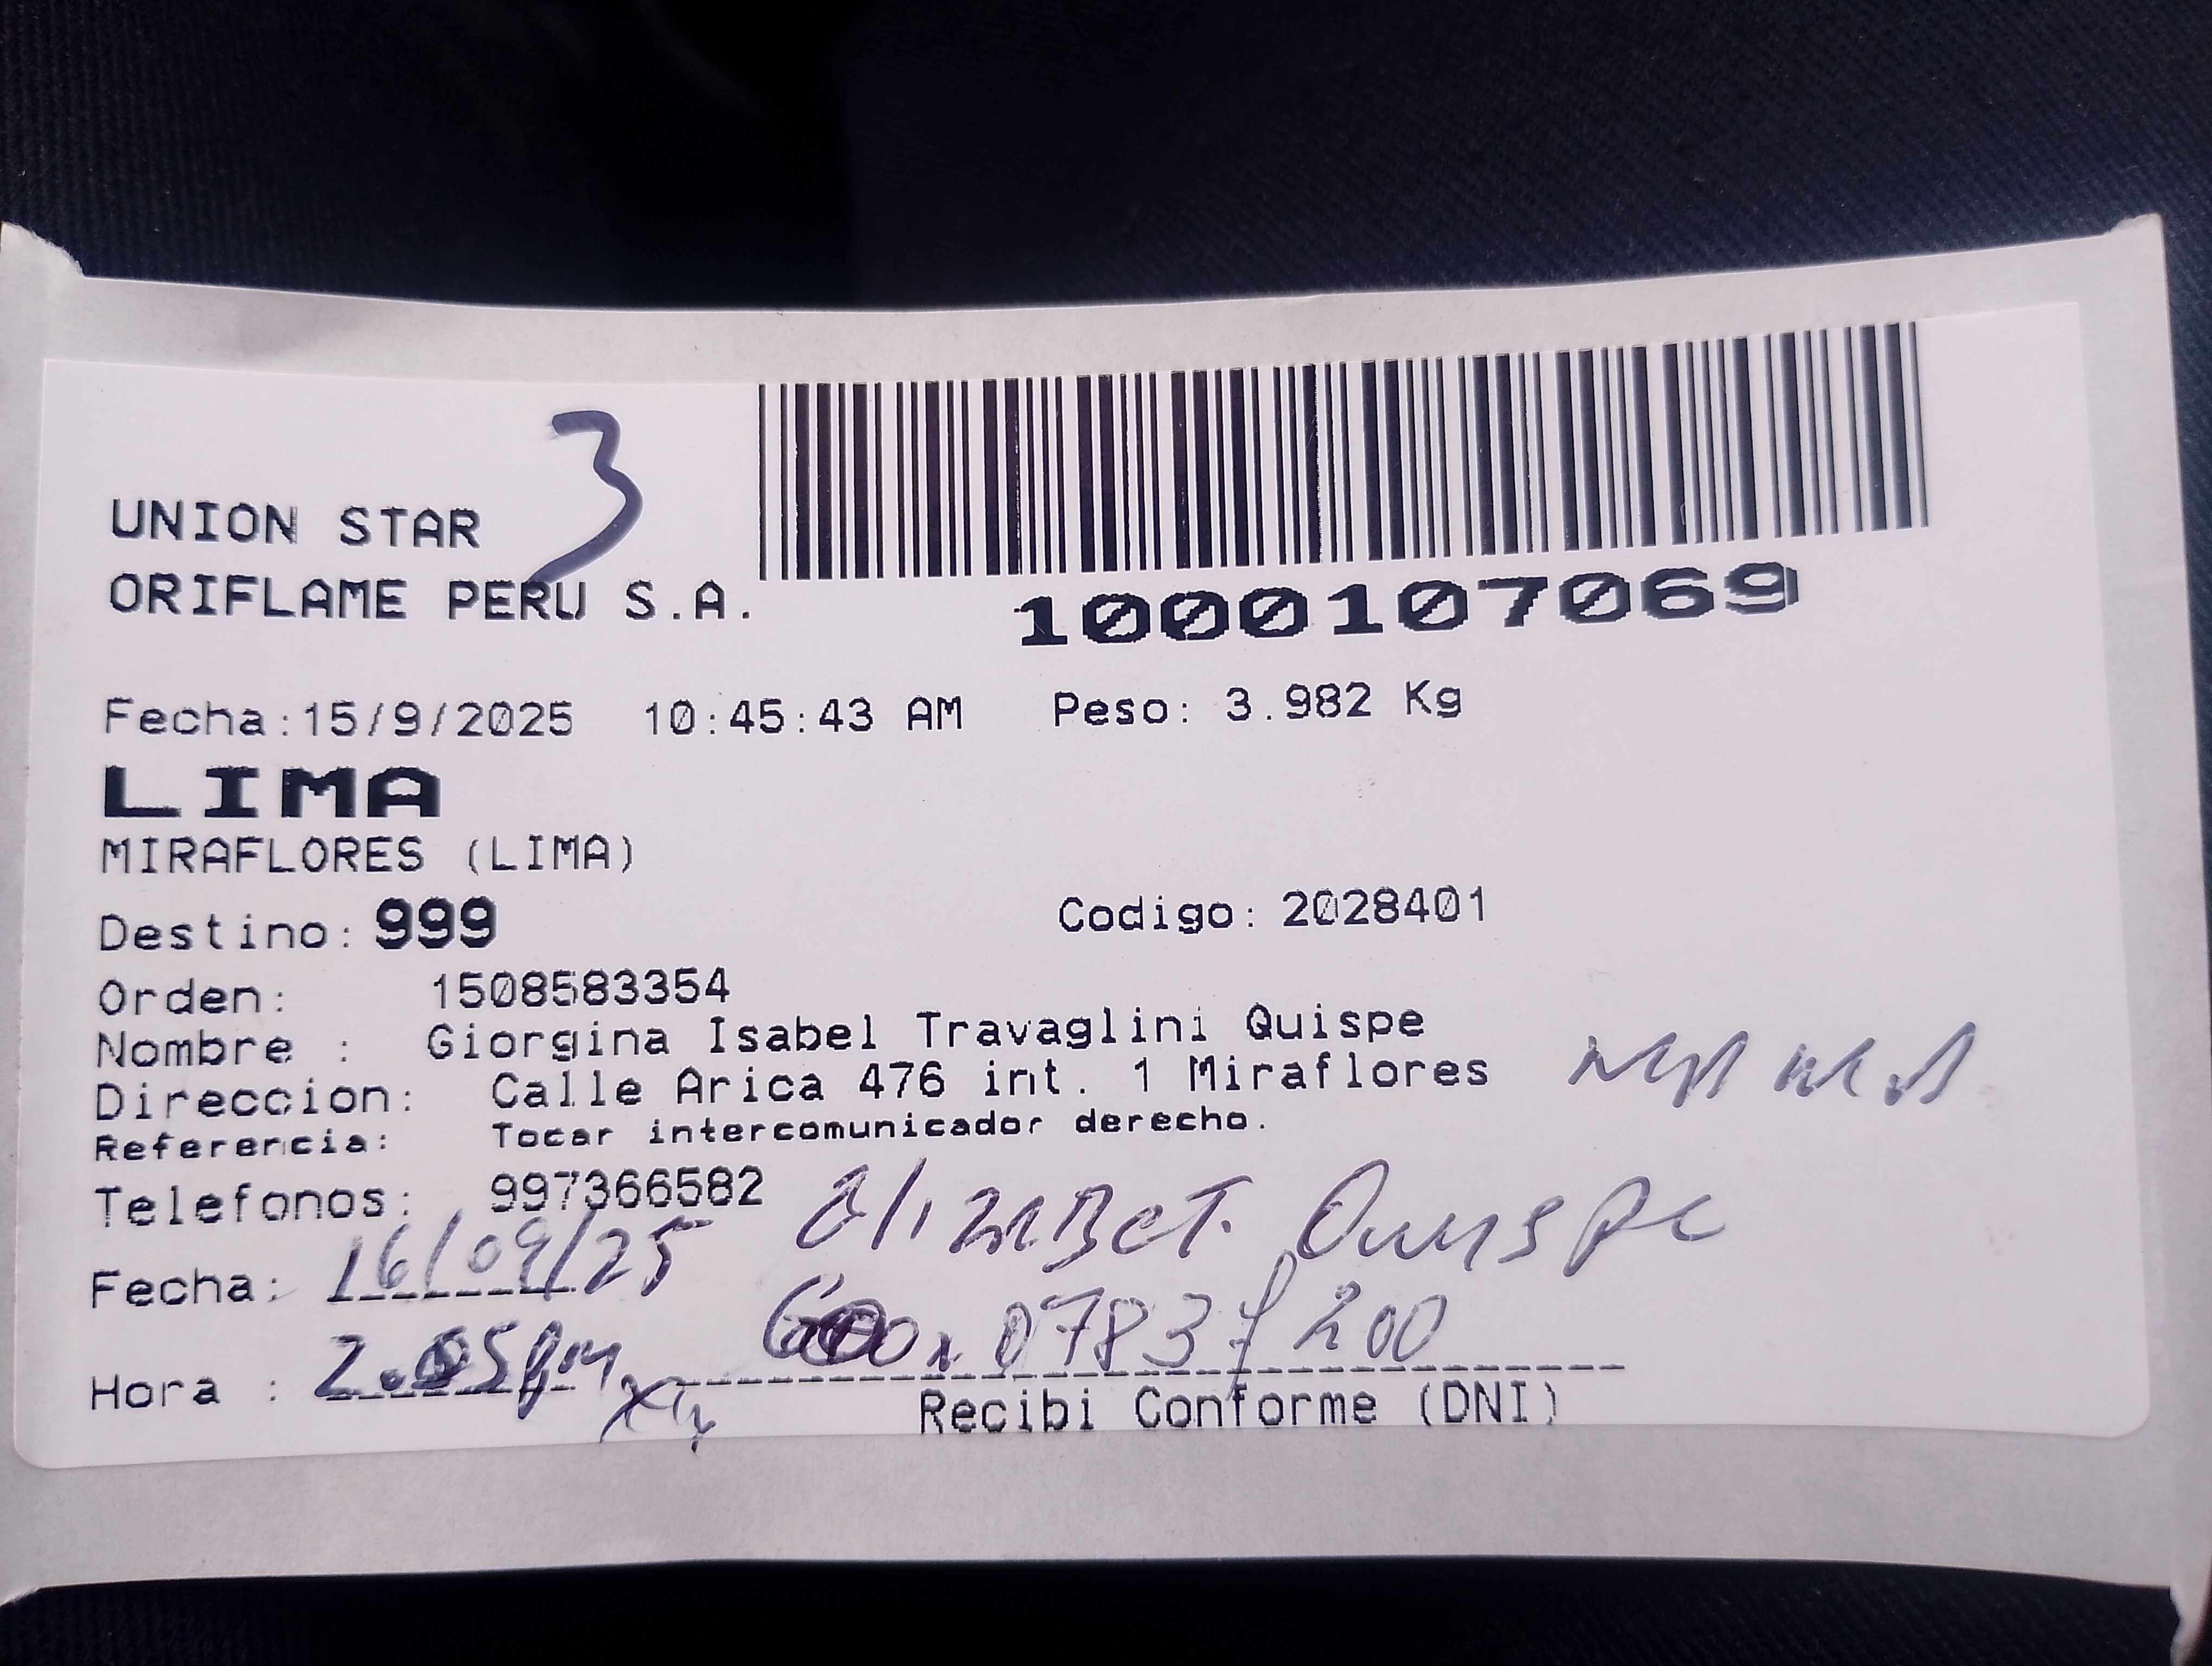 3
UNION STAR
ORIFLAME PERU S.A.
1000107069
Fecha:15/9/2025 10:45:43 AM Peso: 3.982 Kg
LIMA
MIRAFLORES (LIMA)
Destino: 999 Codigo: 2028401
Orden: 1508583354
Nombre : Giorgina Isabel Travaglini Quispe
Direccion: Calle Arica 476 int. 1 Miraflores
Referencia: Tocar intercomunicador derecho.
Telefonos: 997366582
Quispe
Fecha: 16/09/25
Hora :
Recibi Conforme (DNI)